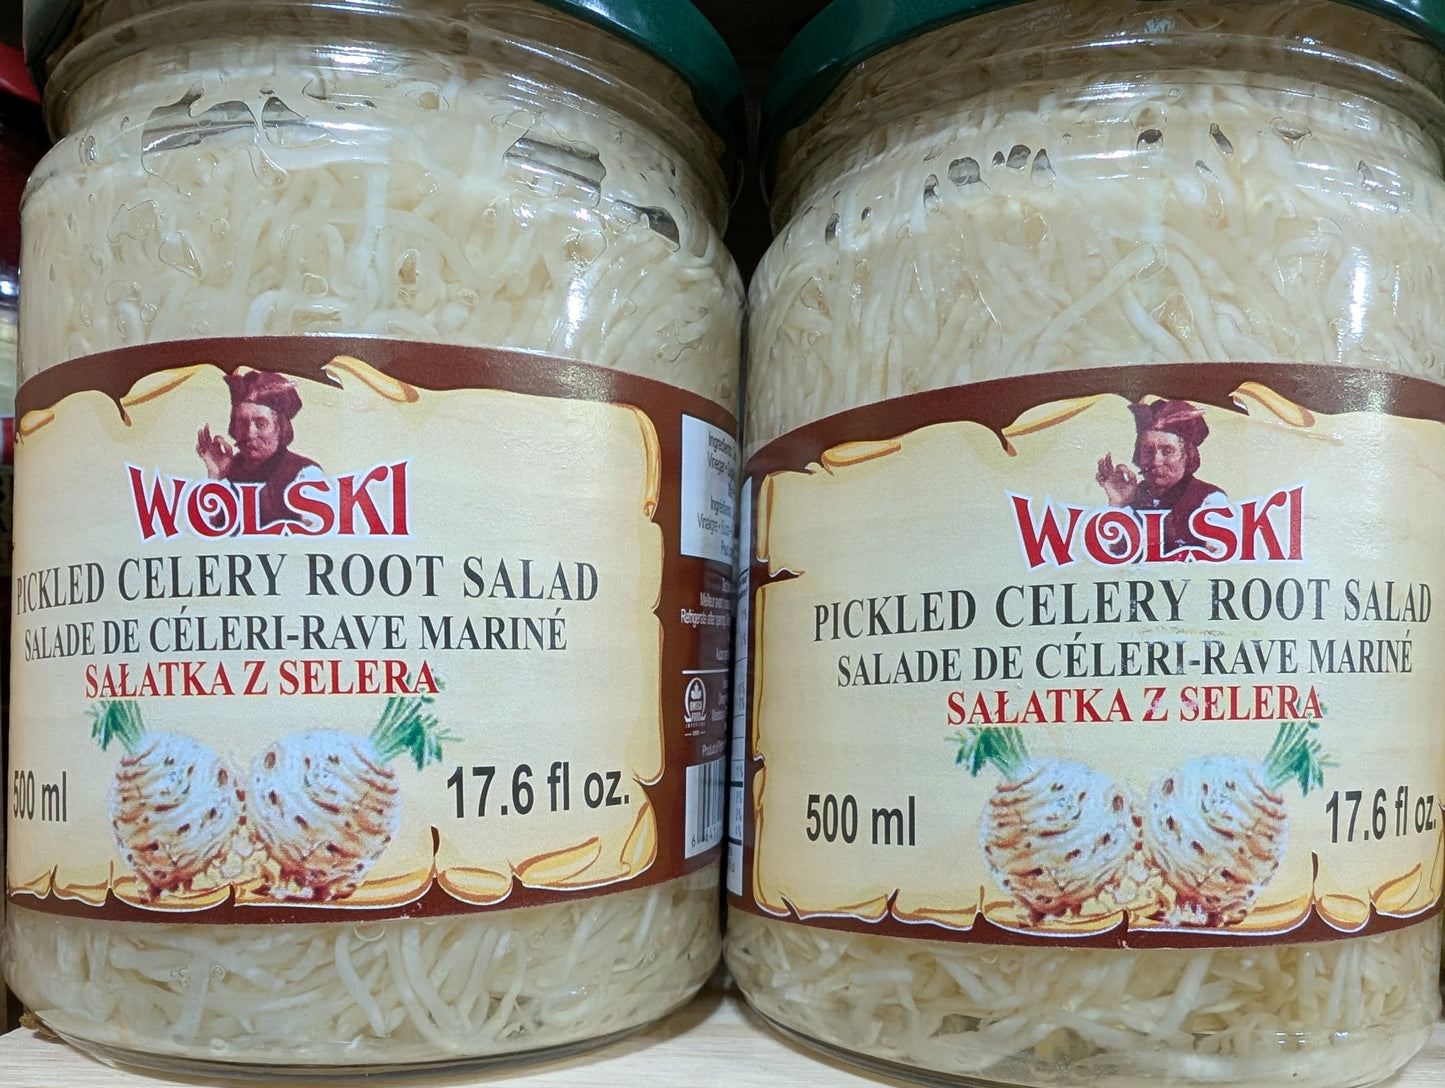 WOLSKI
PICKLED CELERY ROOT SALAD
SALADE DE CÉLERI-RAVE MARINÉ
SAŁATKA Z SELERA
500 ml
17.6 fl oz.
WOLSKI
PICKLED CELERY ROOT SALAD
SALADE DE CÉLERI-RAVE MARINÉ
SAŁATKA Z SELERA
500 ml
17.6 fl oz.